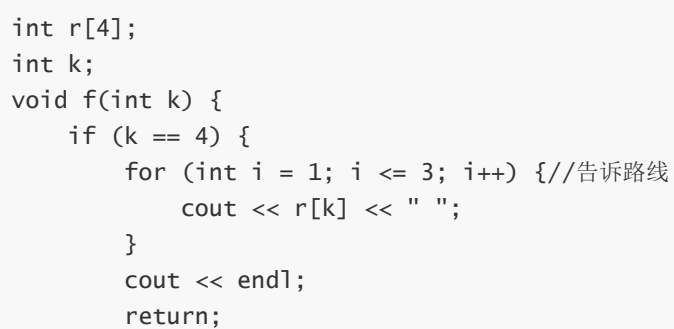 int r[4];
int k;
void f(int k) {
    if (k == 4) {
        for (int i = 1; i <= 3; i++) {//告诉路线
            cout << r[k] << " ";
        }
        cout << endl;
        return;